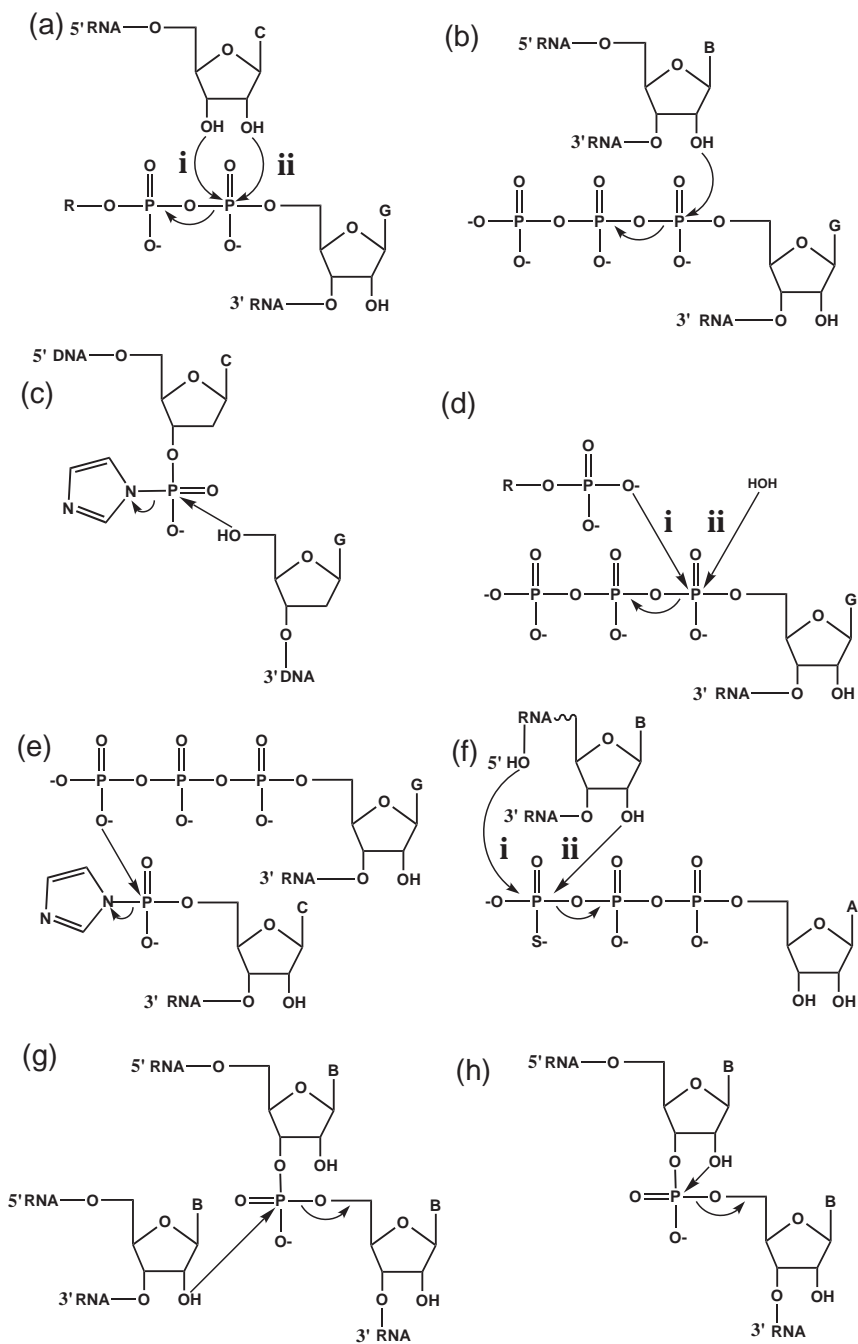 (a)
5' RNA O O C
OH OH
i ii
O O
R O P O P O
O- O-
G
O
3' RNA O OH
(b)
5' RNA O O B
3' RNA O OH
O O O
-O P O P O P O
O- O- O-
G
O
3' RNA O OH
(c)
5' DNA O C
O
O
N N P O
O-
HO
G
O
O
3' DNA
(d)
O
R O P O-
O-
i ii
HOH
O O O
-O P O P O P O
O- O- O-
G
O
3' RNA O OH
(e)
O O O
-O P O P O P O
O- O- O-
G
O
3' RNA O OH
O
N N P O
O-
C
O
3' RNA O OH
(f)
RNA O B
5' HO
3' RNA O OH
i ii
O O O
-O P O P O P O
S- O- O-
A
O
OH OH
(g)
5' RNA O B
O
O OH
O P O
O-
5' RNA O B
O
3' RNA O OH
B
O
O OH
3' RNA
(h)
5' RNA O B
O
O OH
O P O
O-
B
O
O OH
3' RNA